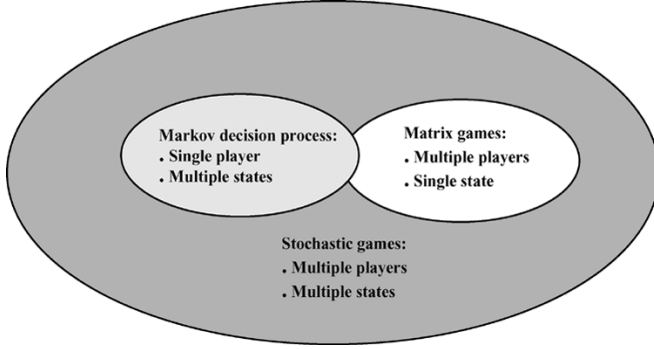 Markov decision process:
. Single player
. Multiple states
Matrix games:
. Multiple players
. Single state
Stochastic games:
. Multiple players
. Multiple states